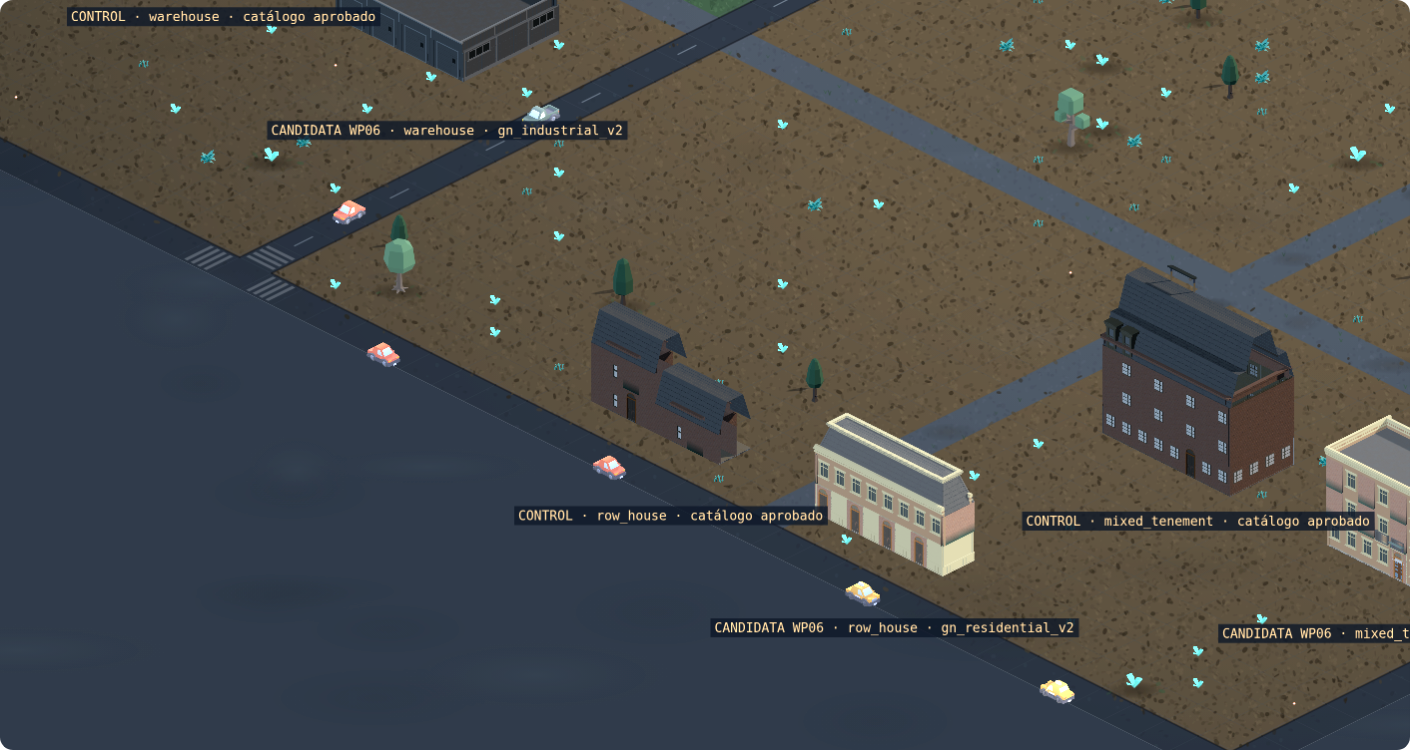 CONTROL · warehouse · catálogo aprobado
CANDIDATA WP06 · warehouse · gn_industrial_v2
CONTROL · row_house · catálogo aprobado
CONTROL · mixed_tenement · catálogo aprobado
CANDIDATA WP06 · row_house · gn_residential_v2
CANDIDATA WP06 · mixed_t